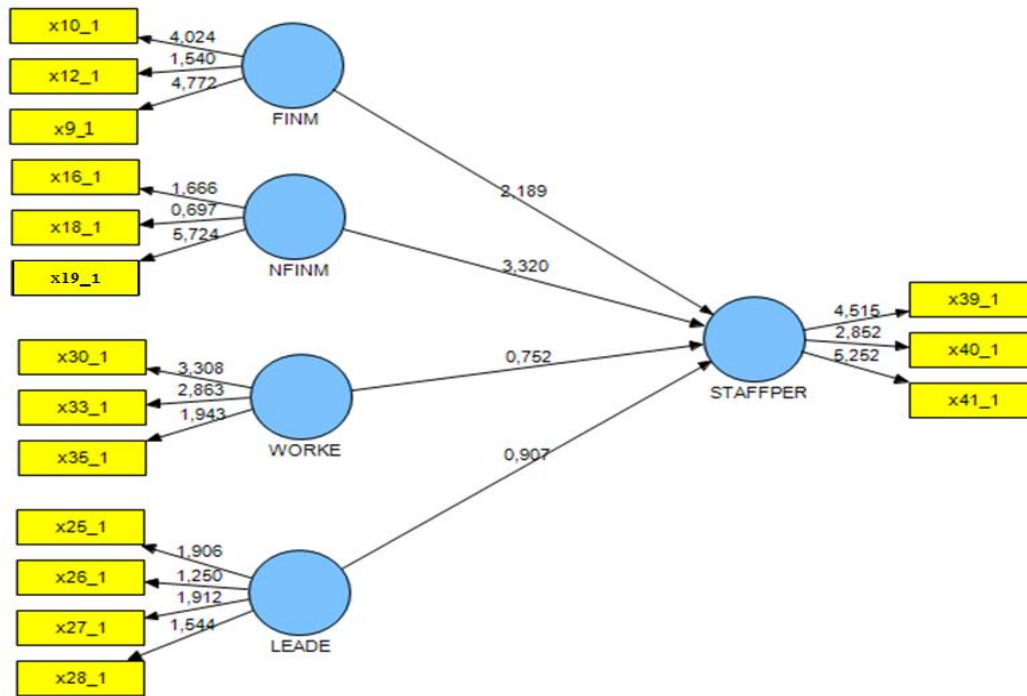 x10_1
4,024
x12_1
1,540
x9_1
4,772
FINM
x16_1
1,666
x18_1
0,697
x19_1
5,724
NFINM
x30_1
3,308
x33_1
2,863
x35_1
1,943
WORKE
x25_1
1,906
x26_1
1,250
x27_1
1,912
x28_1
1,544
LEADE
2,189
3,320
0,752
0,907
STAFFPER
4,515
x39_1
2,852
x40_1
5,252
x41_1